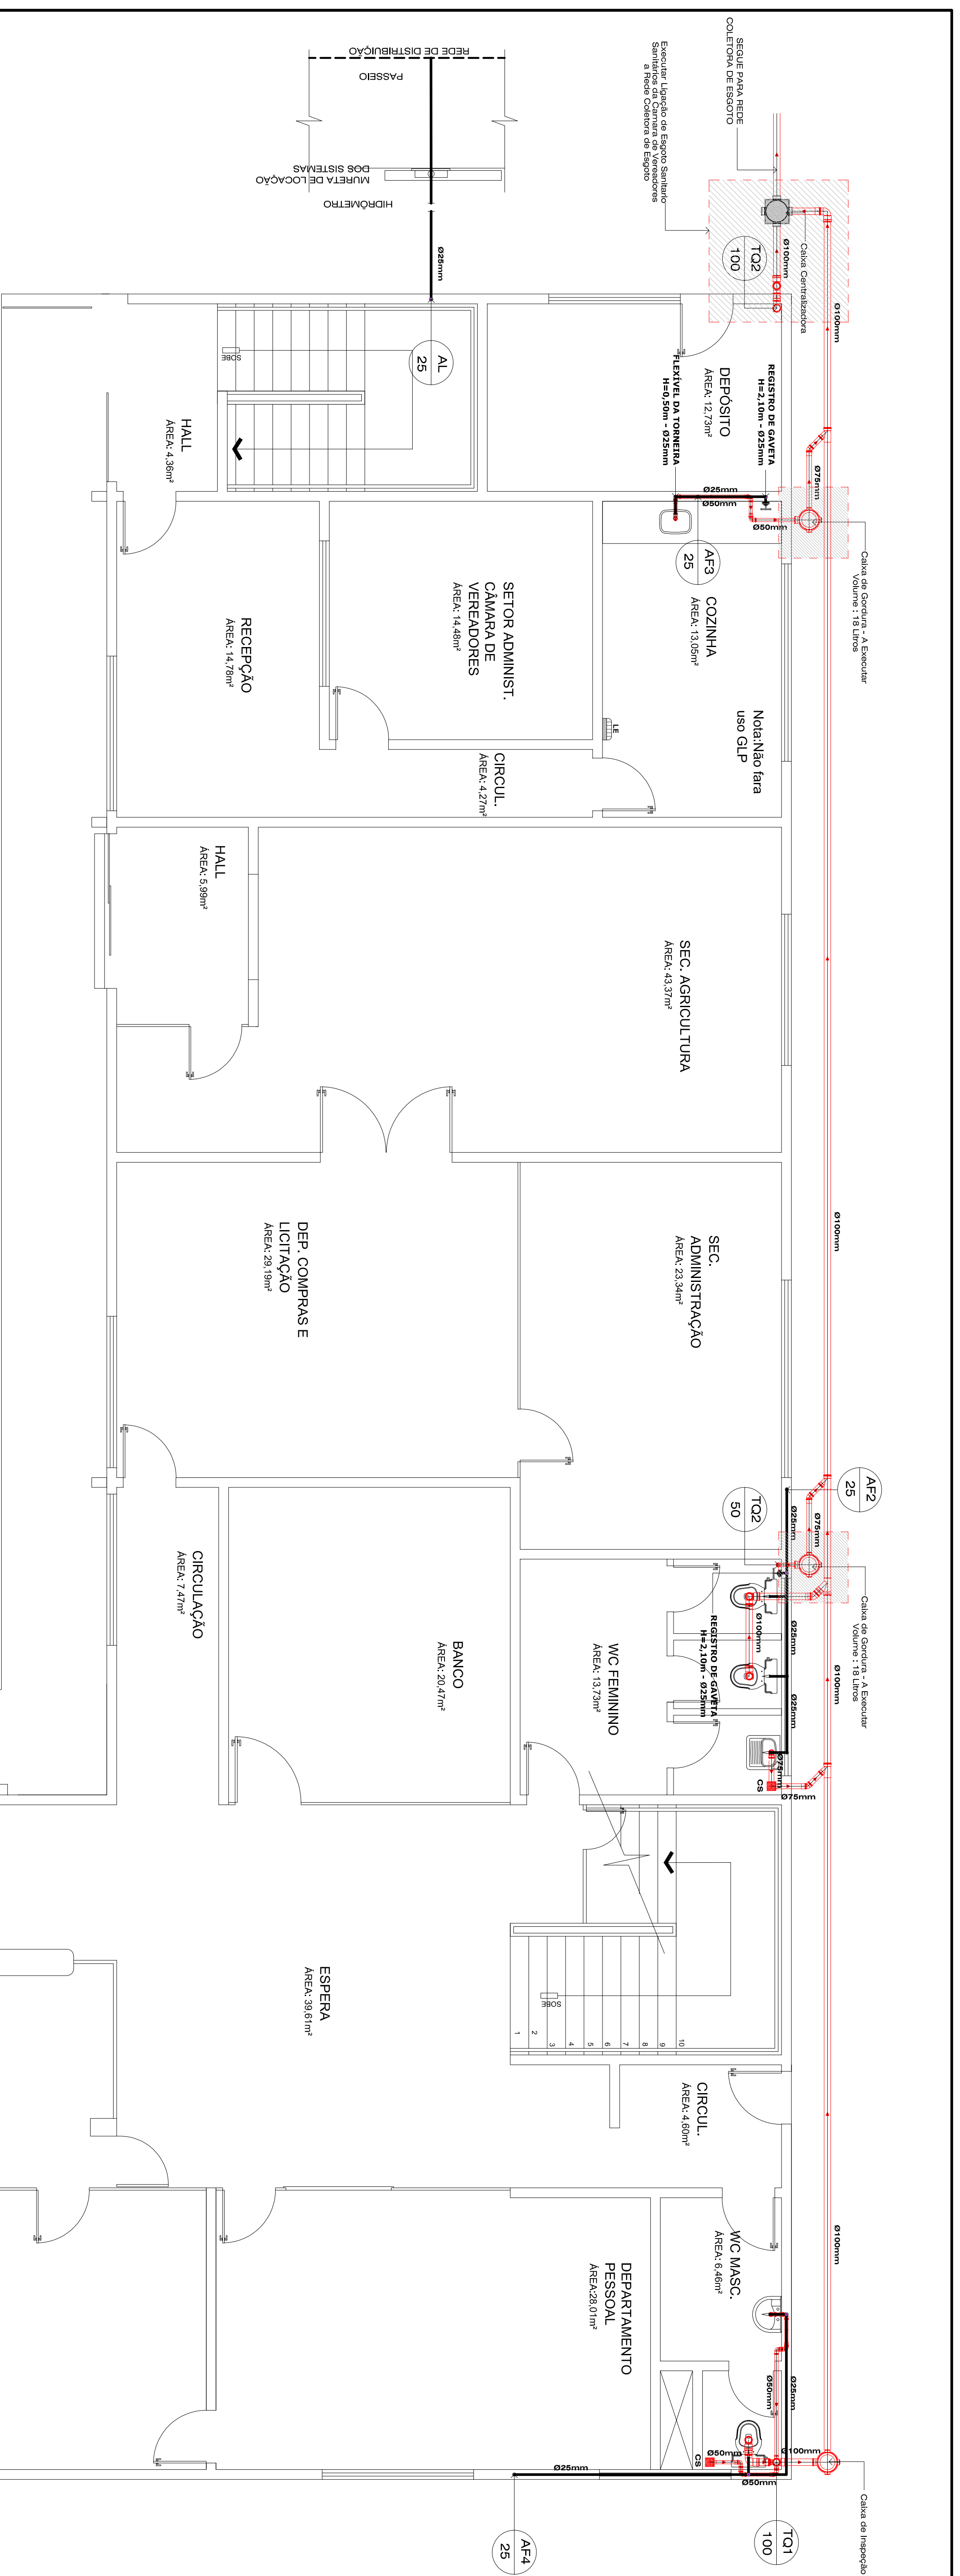 REDE DE DISTRIBUIÇÃO
PASSEIO
MURETA DE LOCAÇÃO
DOS SISTEMAS
HIDRÔMETRO
Ø25mm
SEGUE PARA REDE
COLETORA DE ESGOTO
Executar Ligação de Esgoto Sanitario
Sanitários da Camara de Vereadores
a Rede Coletora de Esgoto
Caixa Centralizadora
Ø100mm
TQ2
100
Ø100mm
AL
25
SOBE
HALL
ÁREA: 4,36m²
DEPÓSITO
ÁREA: 12,73m²
REGISTRO DE GAVETA
H=2,10m - Ø25mm
FLEXÍVEL DA TORNEIRA
H=0,50m - Ø25mm
Ø75mm
Ø25mm
Ø50mm
Ø50mm
Caixa de Gordura - A Executar
Volume : 18 Litros
AF3
25
COZINHA
ÁREA: 13,05m²
Nota:Não fara
uso GLP
LE
SETOR ADMINIST.
CÂMARA DE
VEREADORES
ÁREA: 14,48m²
RECEPÇÃO
ÁREA: 14,78m²
CIRCUL.
ÁREA: 4,27m²
HALL
ÁREA: 5,99m²
SEC. AGRICULTURA
ÁREA: 43,37m²
Ø100mm
SEC.
ADMINISTRAÇÃO
ÁREA: 23,34m²
DEP. COMPRAS E
LICITAÇÃO
ÁREA: 29,19m²
AF2
25
TQ2
50
Ø25mm
Ø75mm
Caixa de Gordura - A Executar
Volume : 18 Litros
CIRCULAÇÃO
ÁREA: 7,47m²
BANCO
ÁREA: 20,47m²
WC FEMININO
ÁREA: 13,73m²
REGISTRO DE GAVETA
H=2,10m - Ø25mm
Ø100mm
Ø25mm
Ø25mm
Ø100mm
Ø75mm
CS
Ø75mm
SOBE
1
2
3
4
5
6
7
8
9
10
ESPERA
ÁREA: 39,61m²
CIRCUL.
ÁREA: 4,60m²
Ø100mm
WC MASC.
ÁREA: 6,46m²
DEPARTAMENTO
PESSOAL
ÁREA:28,01m²
Ø25mm
Ø50mm
Ø100mm
CS
Ø50mm
Ø50mm
Ø25mm
Caixa de Inspeção
TQ1
100
AF4
25